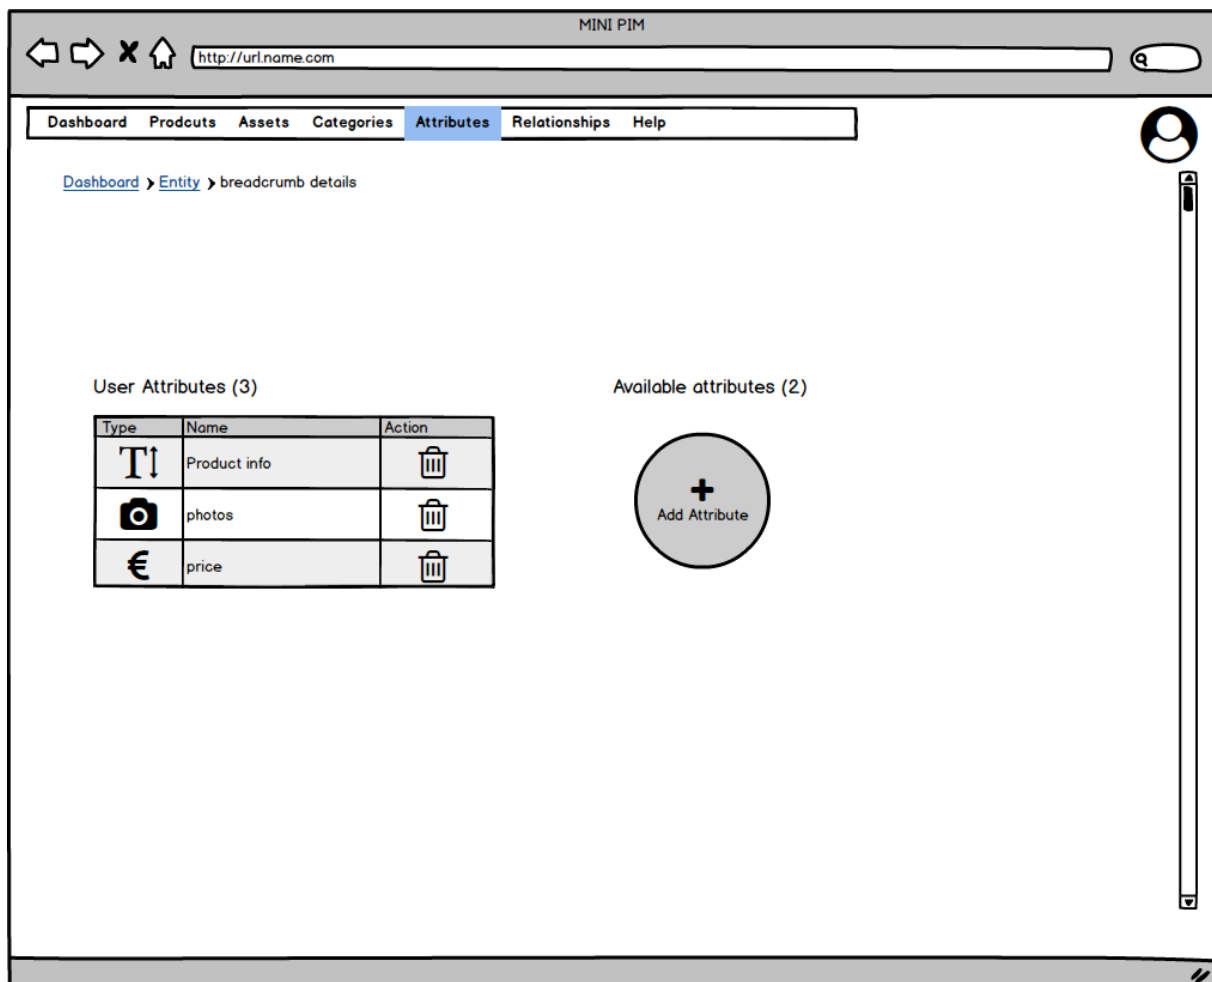 MINI PIM
http://url.name.com
Dashboard Prodcuts Assets Categories Attributes Relationships Help
Dashboard > Entity > breadcrumb details
User Attributes (3)
Available attributes (2)
Type Name Action
Product info
photos
price
Add Attribute